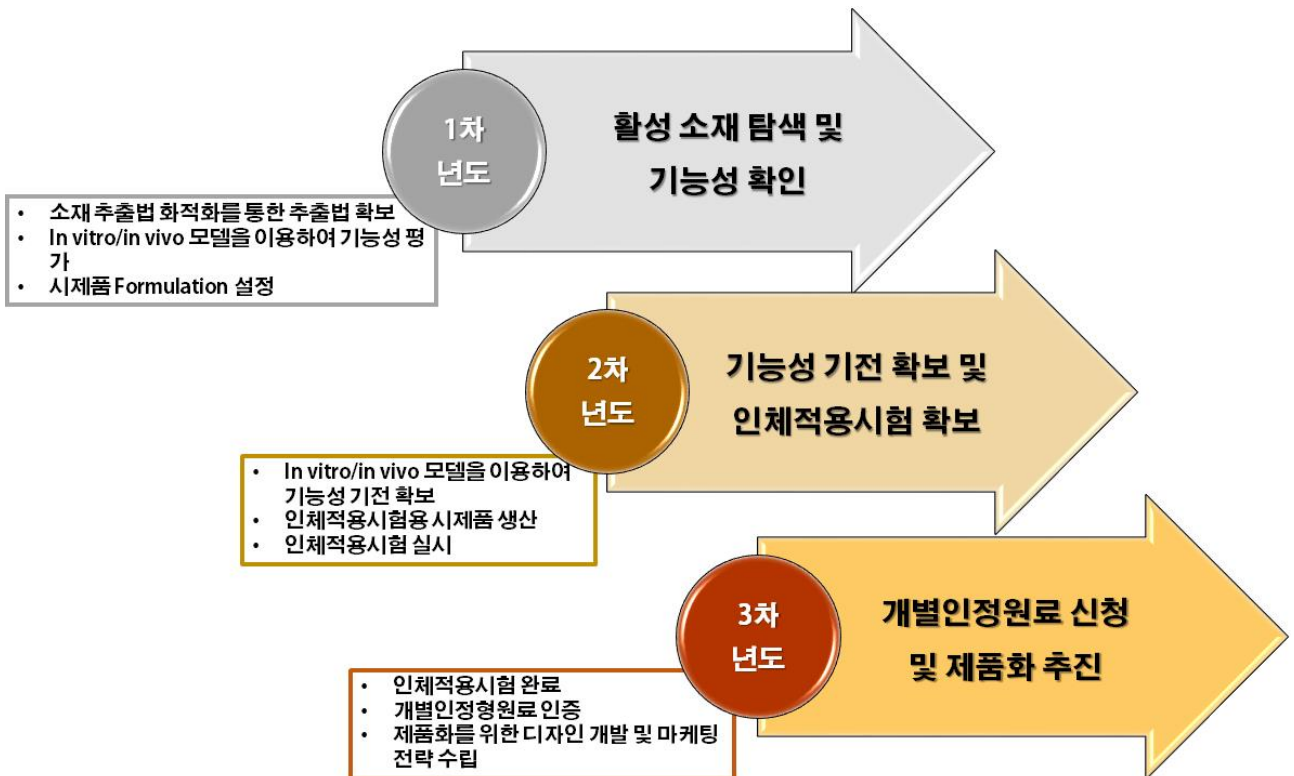 1차
년도
활성 소재 탐색 및
기능성 확인
• 소재 추출법 화적화를 통한 추출법 확보
• In vitro/in vivo 모델을 이용하여 기능성 평
가
• 시제품 Formulation 설정
2차
년도
기능성 기전 확보 및
인체적용시험 확보
• In vitro/in vivo 모델을 이용하여
기능성 기전 확보
• 인체적용시험용 시제품 생산
• 인체적용시험 실시
3차
년도
개별인정원료 신청
및 제품화 추진
• 인체적용시험 완료
• 개별인정형원료 인증
• 제품화를 위한 디자인 개발 및 마케팅
전략 수립